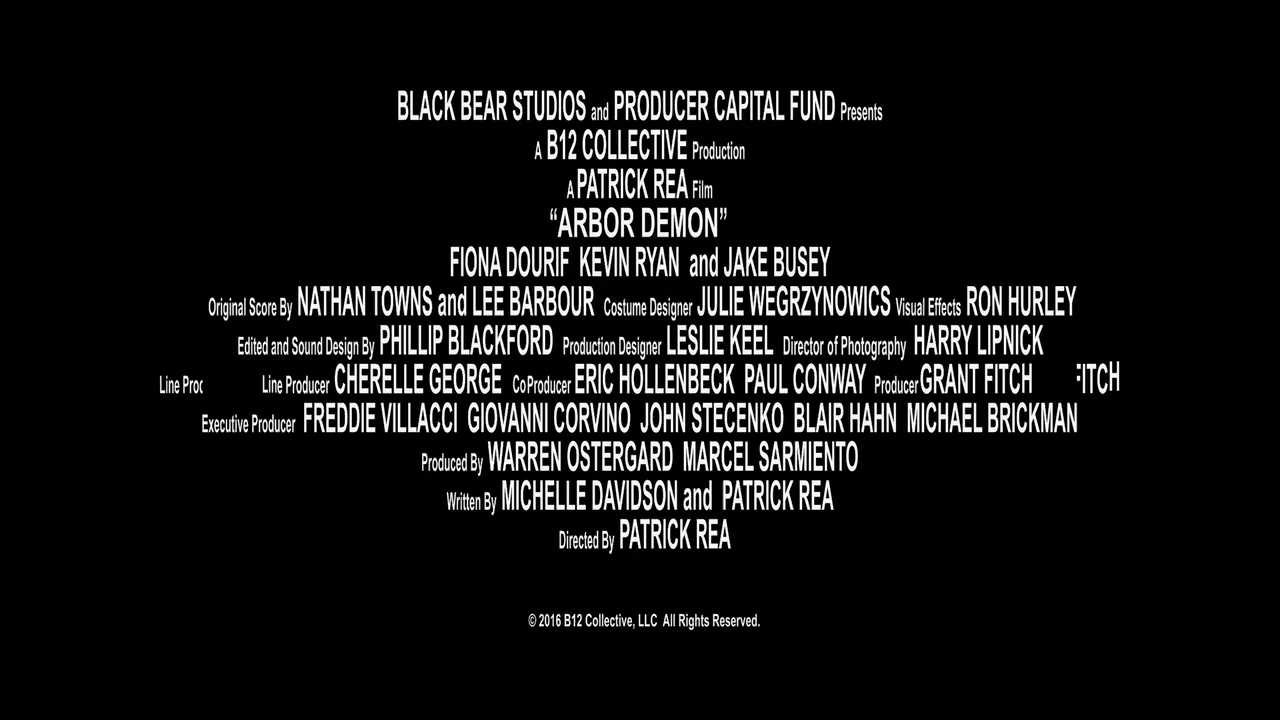 BLACK BEAR STUDIOS and PRODUCER CAPITAL FUND Presents
A B12 COLLECTIVE Production
A PATRICK REA Film
“ARBOR DEMON”
FIONA DOURIF KEVIN RYAN and JAKE BUSEY
Original Score By NATHAN TOWNS and LEE BARBOUR Costume Designer JULIE WEGRZYNOWICS Visual Effects RON HURLEY
Edited and Sound Design By PHILLIP BLACKFORD Production Designer LESLIE KEEL Director of Photography HARRY LIPNICK
Line Proc Line Producer CHERELLE GEORGE CoProducer ERIC HOLLENBECK PAUL CONWAY Producer GRANT FITCH FITCH
Executive Producer FREDDIE VILLACCI GIOVANNI CORVINO JOHN STECENKO BLAIR HAHN MICHAEL BRICKMAN
Produced By WARREN OSTERGARD MARCEL SARMIENTO
Written By MICHELLE DAVIDSON and PATRICK REA
Directed By PATRICK REA
© 2016 B12 Collective, LLC All Rights Reserved.